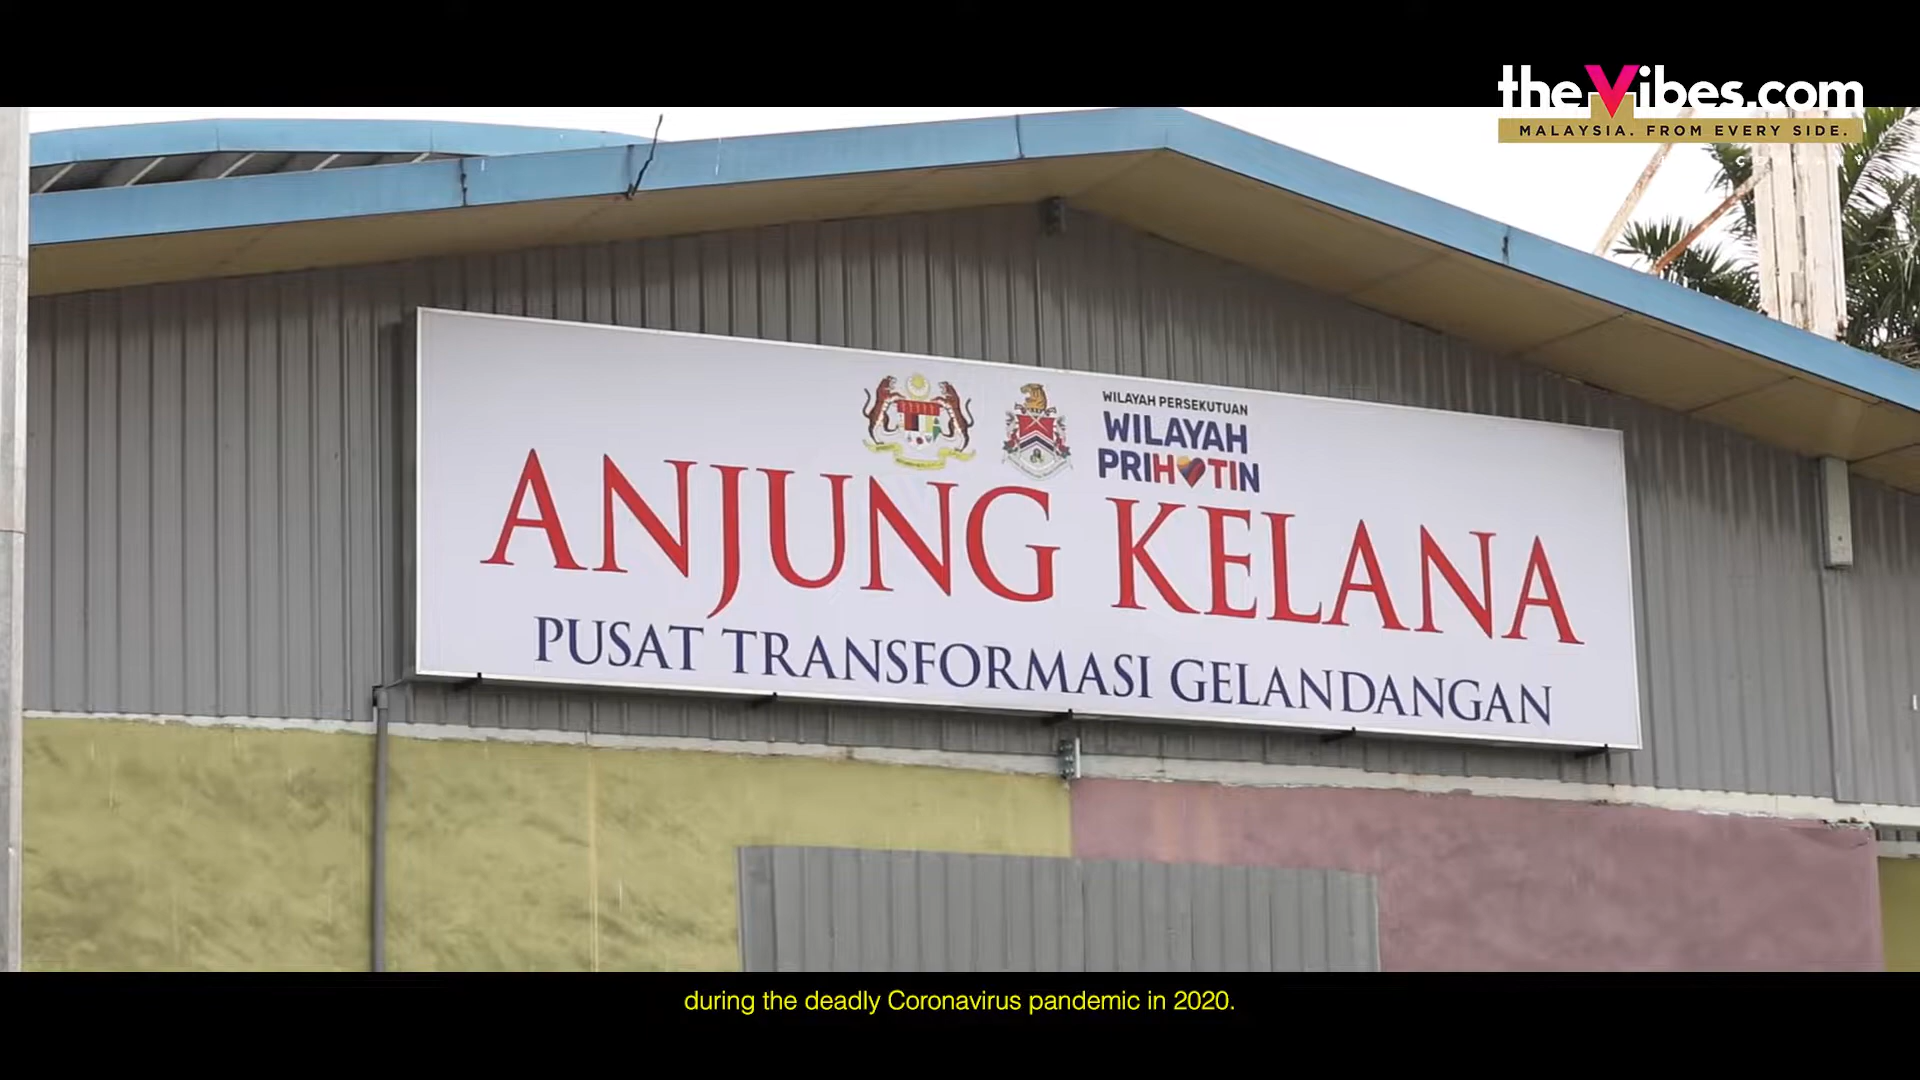 theVibes.com
MALAYSIA. FROM EVERY SIDE.
WILAYAH PERSEKUTUAN
WILAYAH
PRIHATIN
ANJUNG KELANA
PUSAT TRANSFORMASI GELANDANGAN
during the deadly Coronavirus pandemic in 2020.